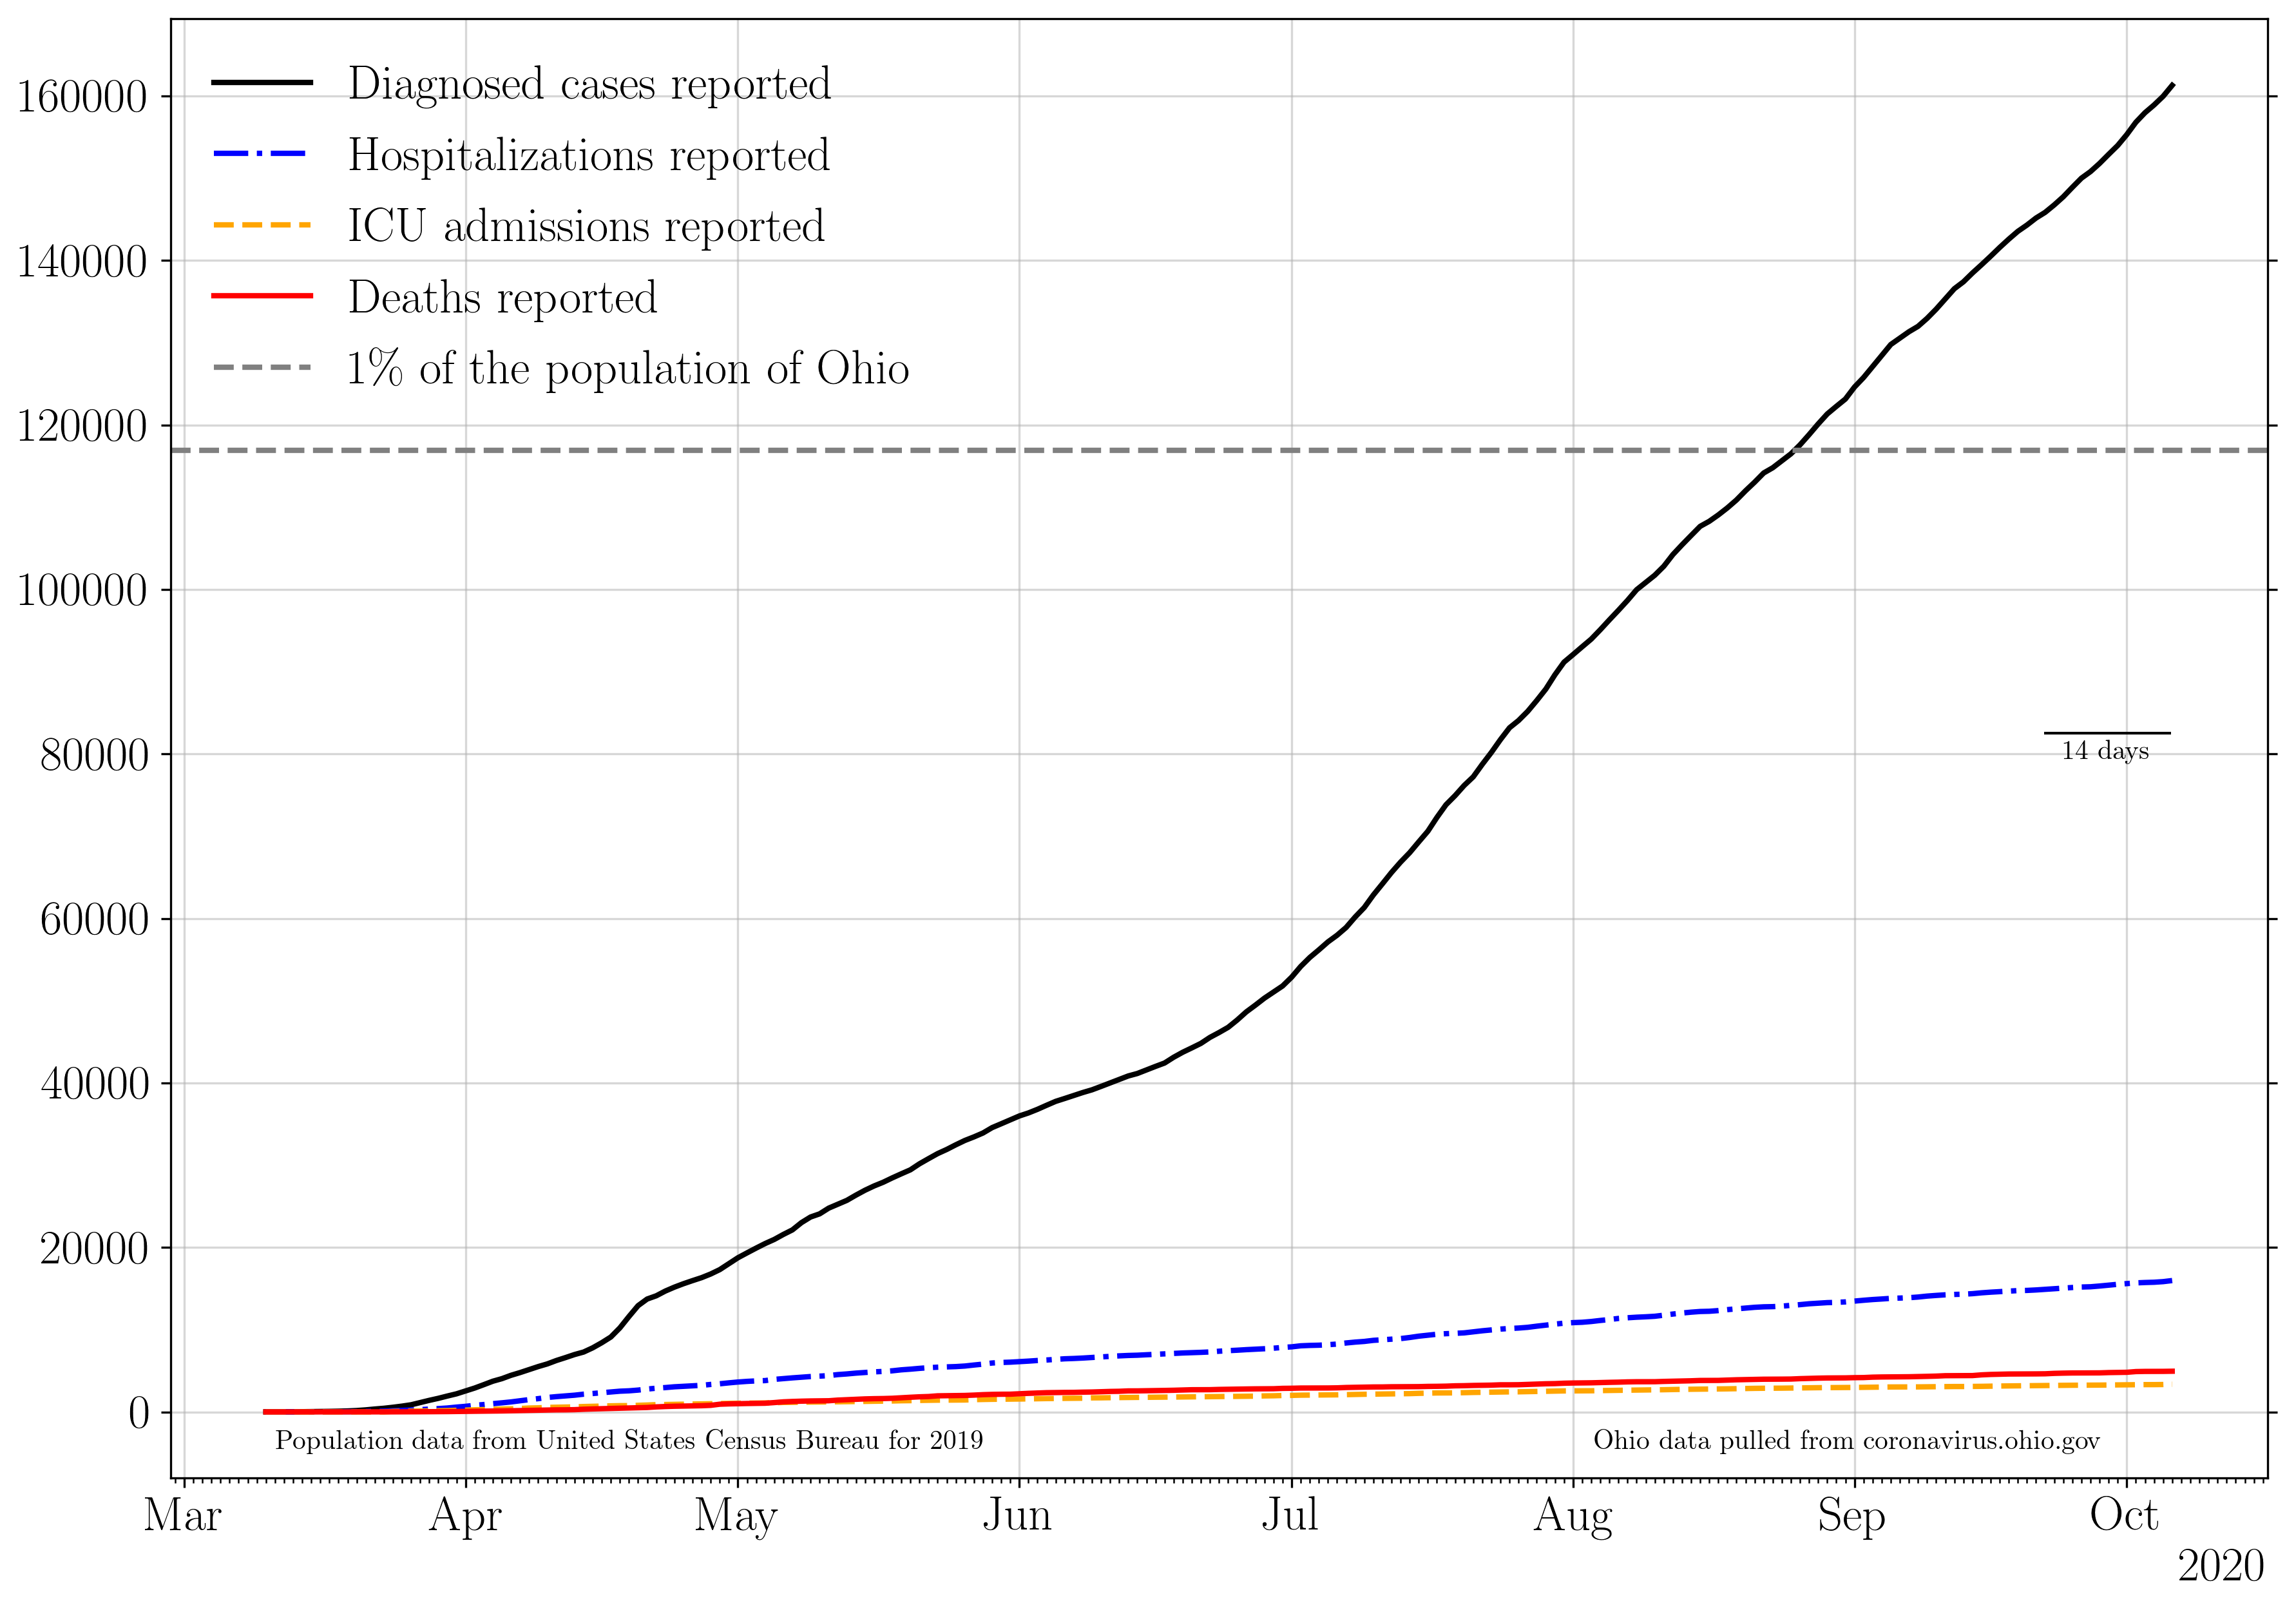 160000
140000
120000
100000
80000
60000
40000
20000
0
Diagnosed cases reported
Hospitalizations reported
ICU admissions reported
Deaths reported
1% of the population of Ohio
14 days
Population data from United States Census Bureau for 2019
Ohio data pulled from coronavirus.ohio.gov
Mar Apr May Jun Jul Aug Sep Oct
2020